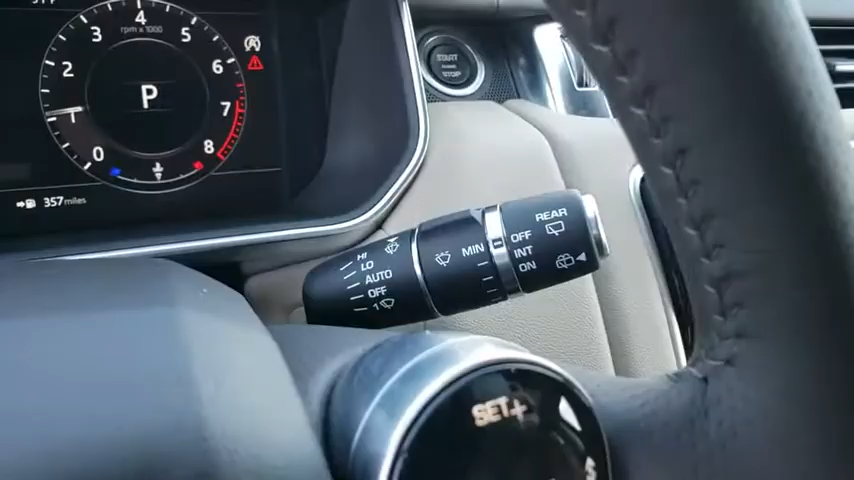 4
rpm x 1000
3 5
2 6
P
1 7
0 8
357 miles
START
ENGINE
STOP
HI
LO
AUTO
OFF
1
MIN
REAR
OFF
INT
ON
SET+